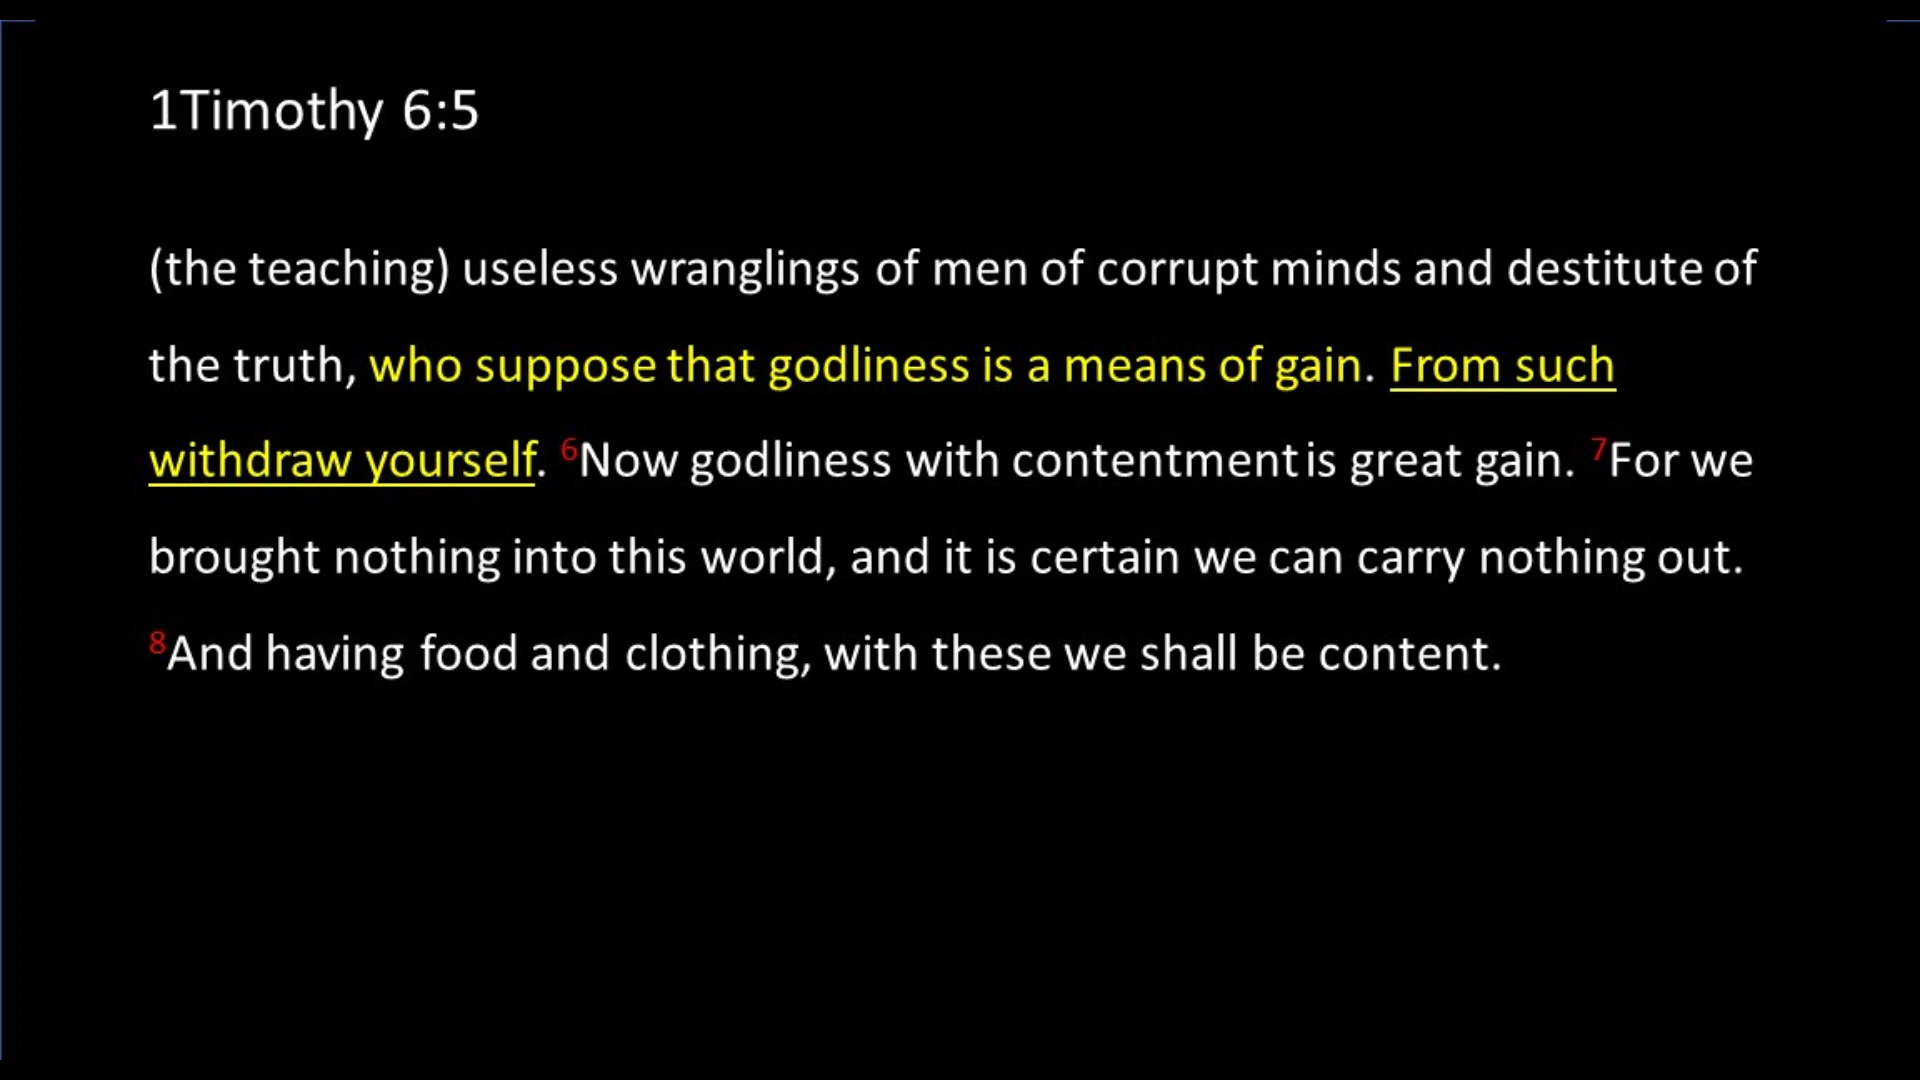 1Timothy 6:5
(the teaching) useless wranglings of men of corrupt minds and destitute of
the truth, who suppose that godliness is a means of gain. From such
withdraw yourself. 6Now godliness with contentment is great gain. 7For we
brought nothing into this world, and it is certain we can carry nothing out.
8And having food and clothing, with these we shall be content.